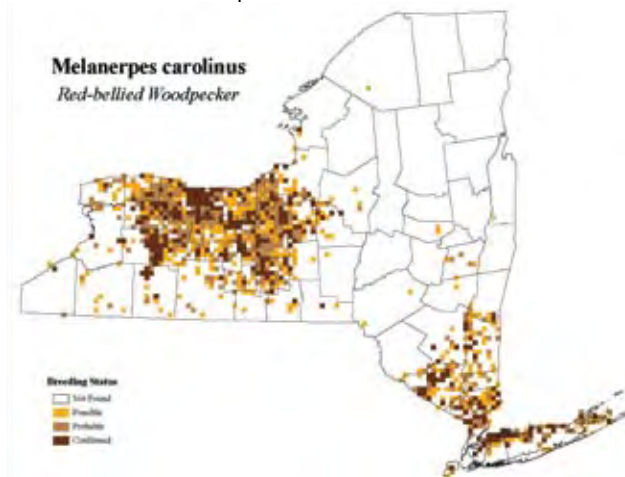 Melanerpes carolinus
Red-bellied Woodpecker
Breeding Status
Not Found
Possible
Probable
Confirmed